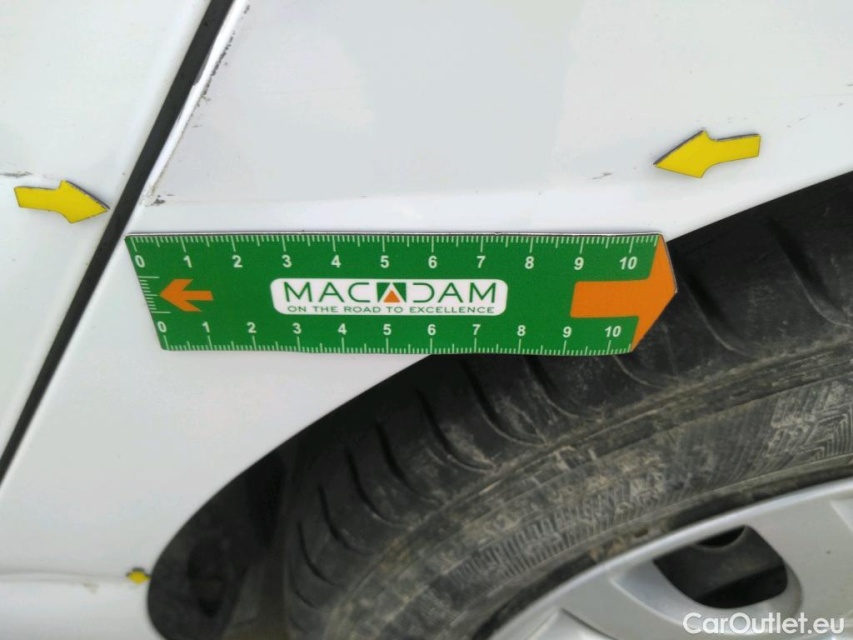 0 1 2 3 4 5 6 7 8 9 10
MACADAM
ON THE ROAD TO EXCELLENCE
0 1 2 3 4 5 6 7 8 9 10
CarOutlet.eu